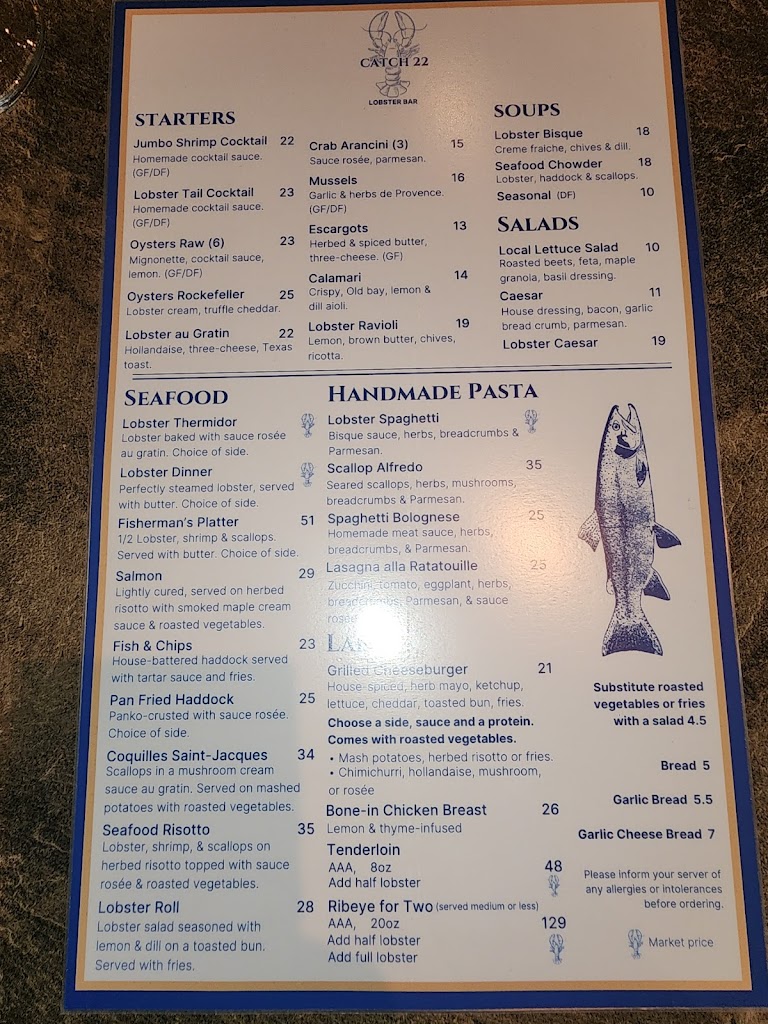 CATCH 22
LOBSTER BAR
STARTERS
Jumbo Shrimp Cocktail 22
Homemade cocktail sauce.
(GF/DF)
Lobster Tail Cocktail 23
Homemade cocktail sauce.
(GF/DF)
Oysters Raw (6) 23
Mignonette, cocktail sauce,
lemon. (GF/DF)
Oysters Rockefeller 25
Lobster cream, truffle cheddar.
Lobster au Gratin 22
Hollandaise, three-cheese, Texas
toast.
Crab Arancini (3) 15
Sauce rosée, parmesan.
Mussels 16
Garlic & herbs de Provence.
(GF/DF)
Escargots 13
Herbed & spiced butter,
three-cheese. (GF)
Calamari 14
Crispy, Old bay, lemon &
dill aioli.
Lobster Ravioli 19
Lemon, brown butter, chives,
ricotta.
SOUPS
Lobster Bisque 18
Creme fraiche, chives & dill.
Seafood Chowder 18
Lobster, haddock & scallops.
Seasonal (DF) 10
SALADS
Local Lettuce Salad 10
Roasted beets, feta, maple
granola, basil dressing.
Caesar 11
House dressing, bacon, garlic
bread crumb, parmesan.
Lobster Caesar 19
SEAFOOD
Lobster Thermidor
Lobster baked with sauce rosée
au gratin. Choice of side.
Lobster Dinner
Perfectly steamed lobster, served
with butter. Choice of side.
Fisherman's Platter 51
1/2 Lobster, shrimp & scallops.
Served with butter. Choice of side.
Salmon 29
Lightly cured, served on herbed
risotto with smoked maple cream
sauce & roasted vegetables.
Fish & Chips 23
House-battered haddock served
with tartar sauce and fries.
Pan Fried Haddock 25
Panko-crusted with sauce rosée.
Choice of side.
Coquilles Saint-Jacques 34
Scallops in a mushroom cream
sauce au gratin. Served on mashed
potatoes with roasted vegetables.
Seafood Risotto 35
Lobster, shrimp, & scallops on
herbed risotto topped with sauce
rosée & roasted vegetables.
Lobster Roll 28
Lobster salad seasoned with
lemon & dill on a toasted bun.
Served with fries.
HANDMADE PASTA
Lobster Spaghetti
Bisque sauce, herbs, breadcrumbs &
Parmesan.
Scallop Alfredo 35
Seared scallops, herbs, mushrooms,
breadcrumbs & Parmesan.
Spaghetti Bolognese 25
Homemade meat sauce, herbs,
breadcrumbs, & Parmesan.
Lasagna alla Ratatouille 25
Zucchini, tomato, eggplant, herbs,
breadcrumbs, Parmesan, & sauce
rosée
Grilled Cheeseburger 21
House-spiced, herb mayo, ketchup,
lettuce, cheddar, toasted bun, fries.
Choose a side, sauce and a protein.
Comes with roasted vegetables.
• Mash potatoes, herbed risotto or fries.
• Chimichurri, hollandaise, mushroom,
or rosée
Bone-in Chicken Breast 26
Lemon & thyme-infused
Tenderloin
AAA, 8oz 48
Add half lobster
Ribeye for Two (served medium or less)
AAA, 20oz 129
Add half lobster
Add full lobster
Substitute roasted
vegetables or fries
with a salad 4.5
Bread 5
Garlic Bread 5.5
Garlic Cheese Bread 7
Please inform your server of
any allergies or intolerances
before ordering.
Market price